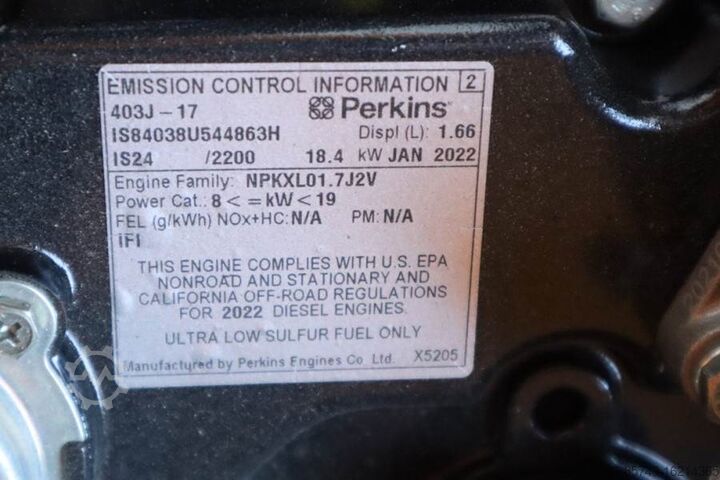 EMISSION CONTROL INFORMATION 2
403J-17 Perkins
IS84038U544863H Displ (L): 1.66
IS24 /2200 18.4 kW JAN 2022
Engine Family: NPKXL01.7J2V
Power Cat.: 8 < = kW < 19
FEL (g/kWh) NOx+HC: N/A PM: N/A
IFI
THIS ENGINE COMPLIES WITH U.S. EPA
NONROAD AND STATIONARY AND
CALIFORNIA OFF-ROAD REGULATIONS
FOR 2022 DIESEL ENGINES.
ULTRA LOW SULFUR FUEL ONLY
Manufactured by Perkins Engines Co Ltd. X5205